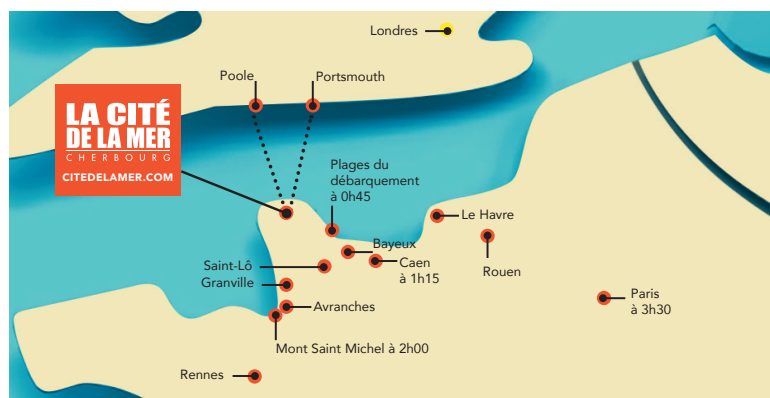 Londres
Poole
Portsmouth
LA CITÉ
DE LA MER
CHERBOURG
CITEDELAMER.COM
Plages du
débarquement
à 0h45
Le Havre
Bayeux
Caen
à 1h15
Rouen
Saint-Lô
Granville
Avranches
Paris
à 3h30
Mont Saint Michel à 2h00
Rennes